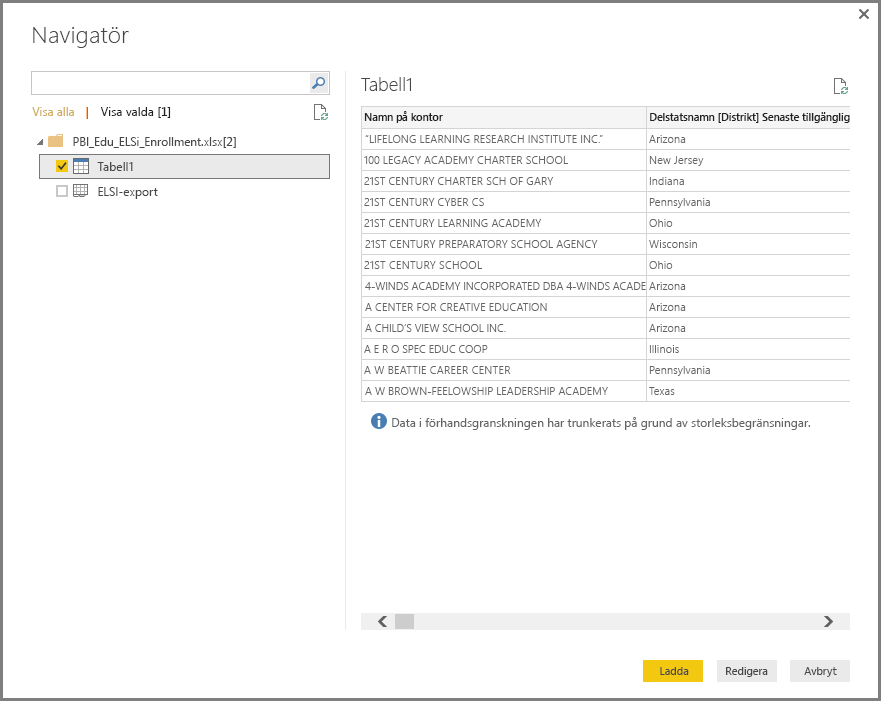 Navigatör
Visa alla | Visa valda [1]
PBI_Edu_ELSi_Enrollment.xlsx[2]
Tabell1
ELSI-export
Tabell1
Namn på kontor Delstatsnamn [Distrikt] Senaste tillgänglig
"LIFELONG LEARNING RESEARCH INSTITUTE INC." Arizona
100 LEGACY ACADEMY CHARTER SCHOOL New Jersey
21ST CENTURY CHARTER SCH OF GARY Indiana
21ST CENTURY CYBER CS Pennsylvania
21ST CENTURY LEARNING ACADEMY Ohio
21ST CENTURY PREPARATORY SCHOOL AGENCY Wisconsin
21ST CENTURY SCHOOL Ohio
4-WINDS ACADEMY INCORPORATED DBA 4-WINDS ACADE Arizona
A CENTER FOR CREATIVE EDUCATION Arizona
A CHILD'S VIEW SCHOOL INC. Arizona
A E R O SPEC EDUC COOP Illinois
A W BEATTIE CAREER CENTER Pennsylvania
A W BROWN-FEELOWSHIP LEADERSHIP ACADEMY Texas
Data i förhandsgranskningen har trunkerats på grund av storleksbegränsningar.
Ladda Redigera Avbryt